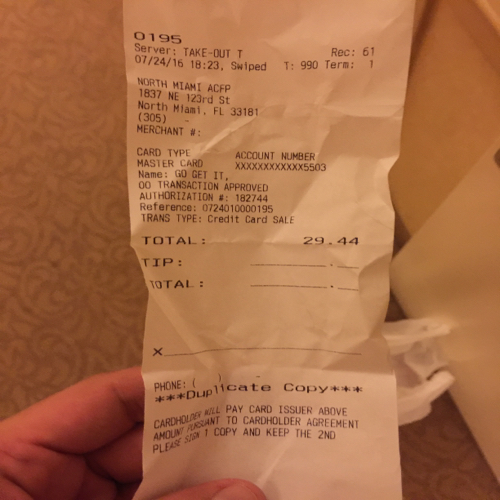 0195
Server: TAKE-OUT T Rec: 61
07/24/16 18:23, Swiped T: 990 Term: 1
NORTH MIAMI ACFP
1837 NE 123rd St
North Miami, FL 33181
(305) -
MERCHANT #:
CARD TYPE ACCOUNT NUMBER
MASTER CARD XXXXXXXXXXXX5503
Name: GO GET IT,
00 TRANSACTION APPROVED
AUTHORIZATION #: 182744
Reference: 0724010000195
TRANS TYPE: Credit Card SALE
TOTAL: 29.44
TIP: ________.__
TOTAL: ________.__
X____________________
PHONE: ( ) -
***Duplicate Copy***
CARDHOLDER WILL PAY CARD ISSUER ABOVE
AMOUNT PURSUANT TO CARDHOLDER AGREEMENT
PLEASE SIGN 1 COPY AND KEEP THE 2ND